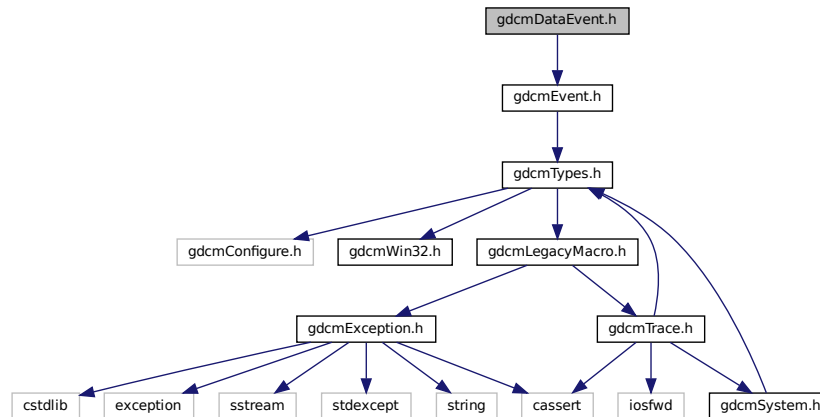 gdcmDataEvent.h
gdcmEvent.h
gdcmTypes.h
gdcmConfigure.h
gdcmWin32.h
gdcmLegacyMacro.h
gdcmException.h
gdcmTrace.h
cstdlib
exception
sstream
stdexcept
string
cassert
iosfwd
gdcmSystem.h